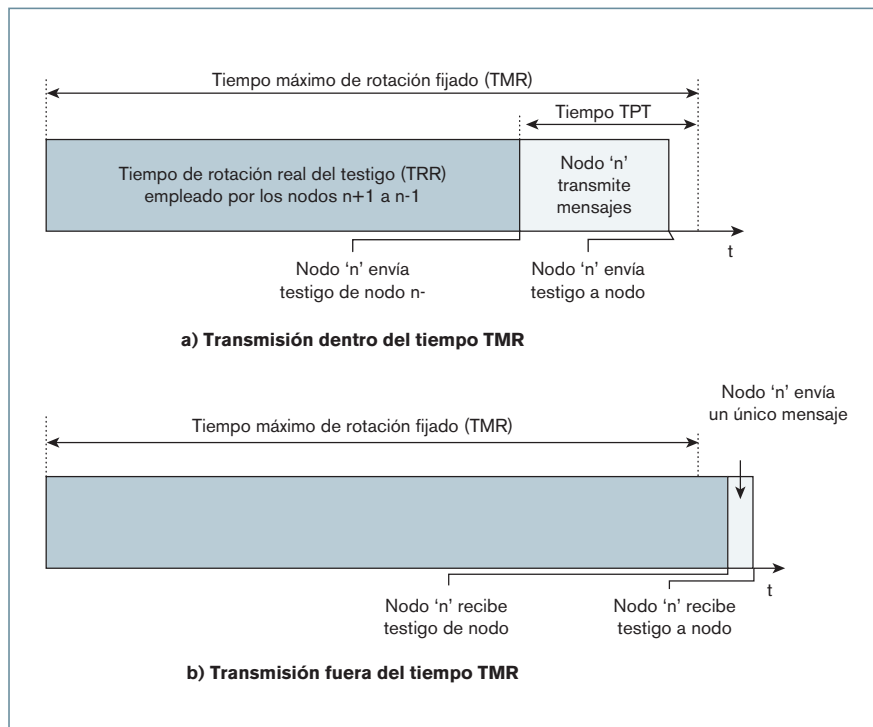 Tiempo máximo de rotación fijado (TMR)
Tiempo TPT
Tiempo de rotación real del testigo (TRR)
empleado por los nodos n+1 a n-1
Nodo ‘n’
transmite
mensajes
t
Nodo ‘n’ envía
testigo de nodo n-
Nodo ‘n’ envía
testigo a nodo
a) Transmisión dentro del tiempo TMR
Nodo ‘n’ envía
un único mensaje
Tiempo máximo de rotación fijado (TMR)
t
Nodo ‘n’ recibe
testigo de nodo
Nodo ‘n’ recibe
testigo a nodo
b) Transmisión fuera del tiempo TMR